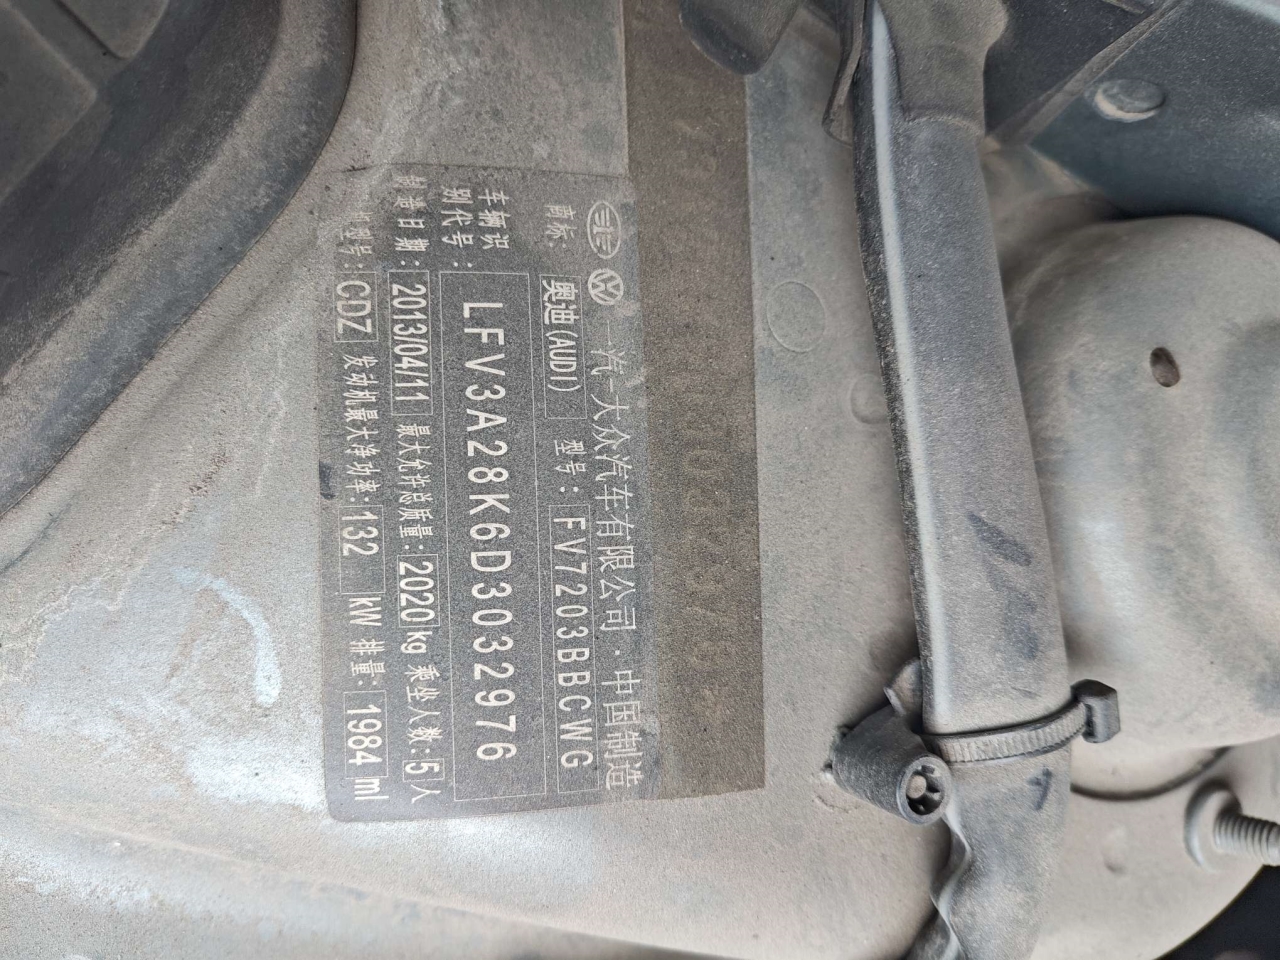 一汽-大众汽车有限公司·中国制造
商标: 奥迪(AUDI) 型号: FV7203BBCWG
车辆识别代号: LFV3A28K6D3032976
制造日期: 2013/04/11 最大允许总质量: 2020 kg 乘坐人数: 5 人
型号: CDZ 发动机最大净功率: 132 kW 排量: 1984 ml